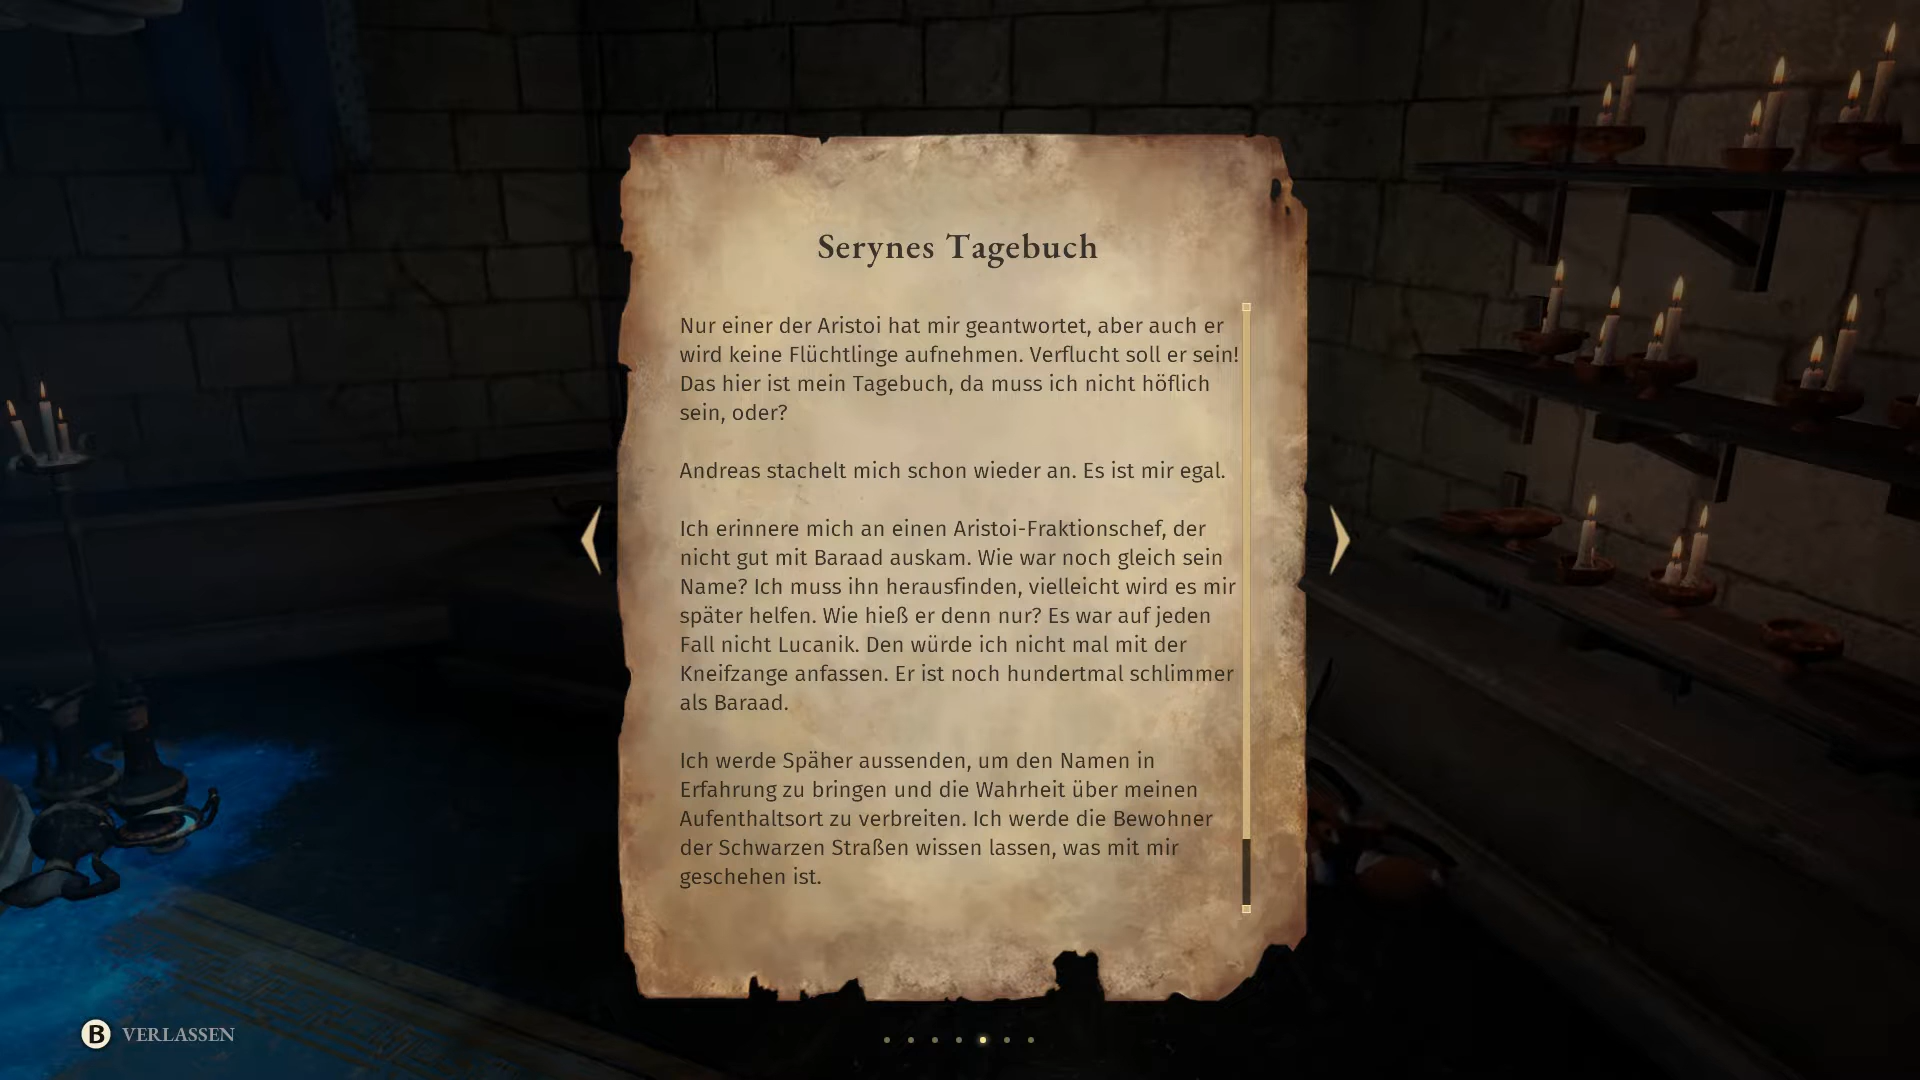 Serynes Tagebuch
Nur einer der Aristoi hat mir geantwortet, aber auch er
wird keine Flüchtlinge aufnehmen. Verflucht soll er sein!
Das hier ist mein Tagebuch, da muss ich nicht höflich
sein, oder?
Andreas stachelt mich schon wieder an. Es ist mir egal.
Ich erinnere mich an einen Aristoi-Fraktionschef, der
nicht gut mit Baraad auskam. Wie war noch gleich sein
Name? Ich muss ihn herausfinden, vielleicht wird es mir
später helfen. Wie hieß er denn nur? Es war auf jeden
Fall nicht Lucanik. Den würde ich nicht mal mit der
Kneifzange anfassen. Er ist noch hundertmal schlimmer
als Baraad.
Ich werde Späher aussenden, um den Namen in
Erfahrung zu bringen und die Wahrheit über meinen
Aufenthaltsort zu verbreiten. Ich werde die Bewohner
der Schwarzen Straßen wissen lassen, was mit mir
geschehen ist.
B VERLASSEN